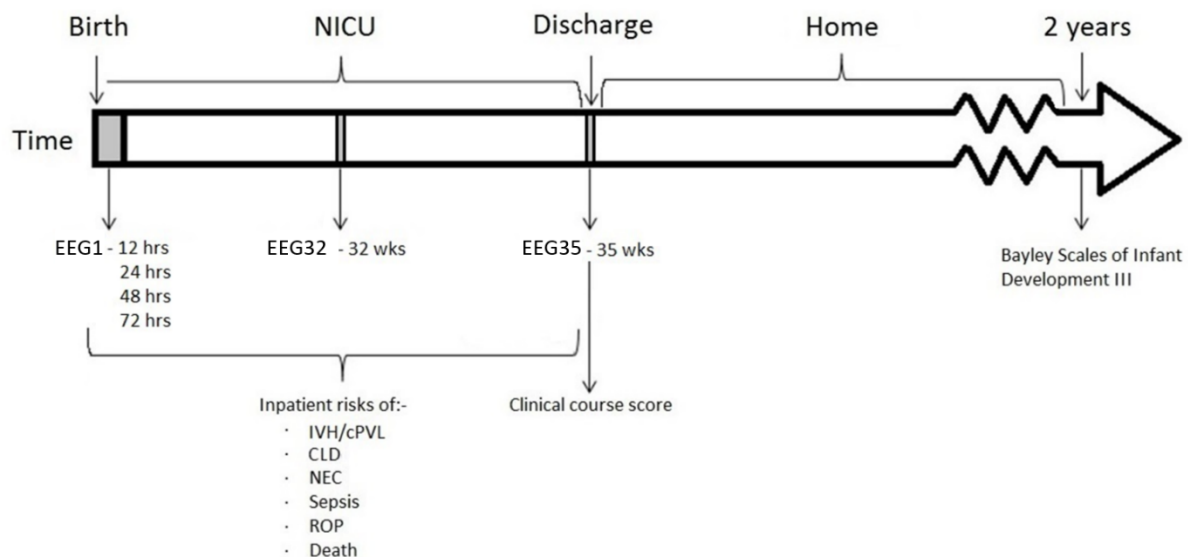 Birth
NICU
Discharge
Home
2 years
Time
EEG1 - 12 hrs
24 hrs
48 hrs
72 hrs
EEG32 - 32 wks
EEG35 - 35 wks
Bayley Scales of Infant
Development III
Inpatient risks of:-
· IVH/cPVL
· CLD
· NEC
· Sepsis
· ROP
· Death
Clinical course score